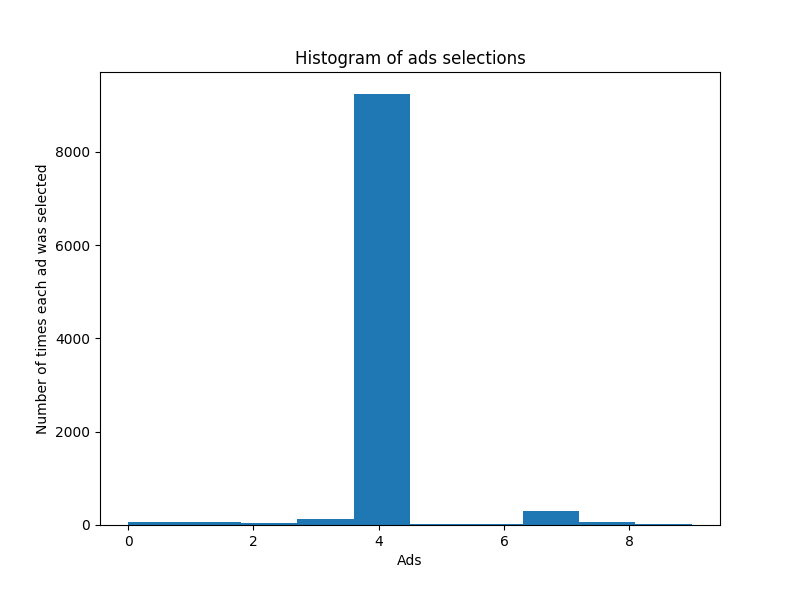 Histogram of ads selections
Number of times each ad was selected
8000
6000
4000
2000
0
0 2 4 6 8
Ads